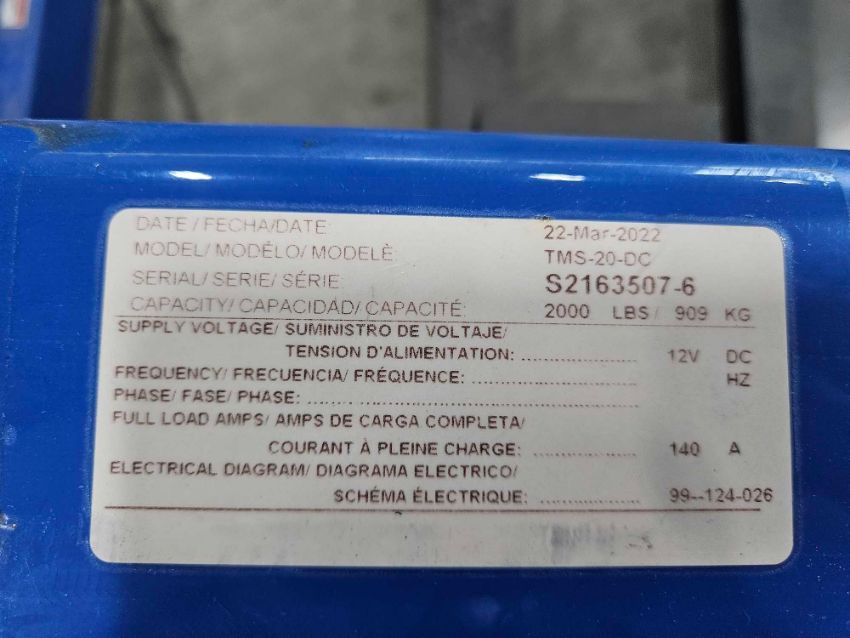 DATE / FECHA/DATE: 22-Mar-2022
MODEL/ MODÉLO/ MODELÈ: TMS-20-DC
SERIAL/ SERIE/ SÉRIE: S2163507-6
CAPACITY/ CAPACIDAD/ CAPACITÉ: 2000 LBS / 909 KG
SUPPLY VOLTAGE/ SUMINISTRO DE VOLTAJE/
TENSION D'ALIMENTATION: 12V DC
FREQUENCY/ FRECUENCIA/ FRÉQUENCE: HZ
PHASE/ FASE/ PHASE:
FULL LOAD AMPS/ AMPS DE CARGA COMPLETA/
COURANT À PLEINE CHARGE: 140 A
ELECTRICAL DIAGRAM/ DIAGRAMA ELECTRICO/
SCHÉMA ÉLECTRIQUE: 99--124-026